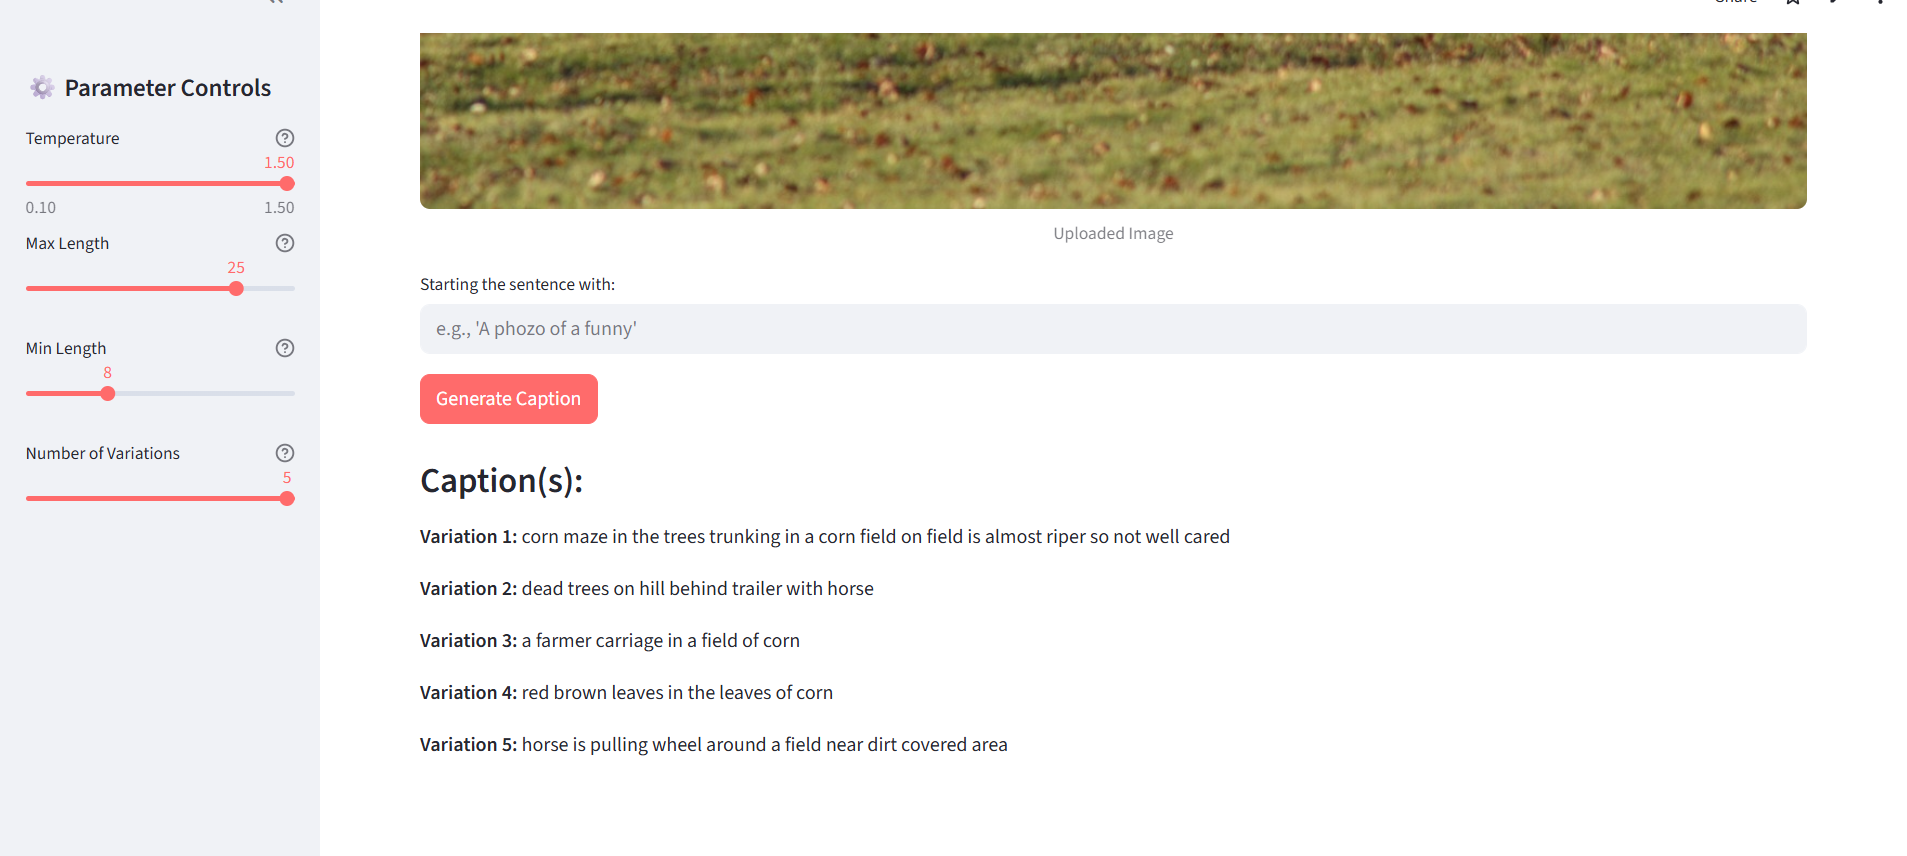 Share
Parameter Controls
Temperature
1.50
0.10 1.50
Max Length
25
Min Length
8
Number of Variations
5
Uploaded Image
Starting the sentence with:
e.g., 'A phozo of a funny'
Generate Caption
Caption(s):
Variation 1: corn maze in the trees trunking in a corn field on field is almost riper so not well cared
Variation 2: dead trees on hill behind trailer with horse
Variation 3: a farmer carriage in a field of corn
Variation 4: red brown leaves in the leaves of corn
Variation 5: horse is pulling wheel around a field near dirt covered area